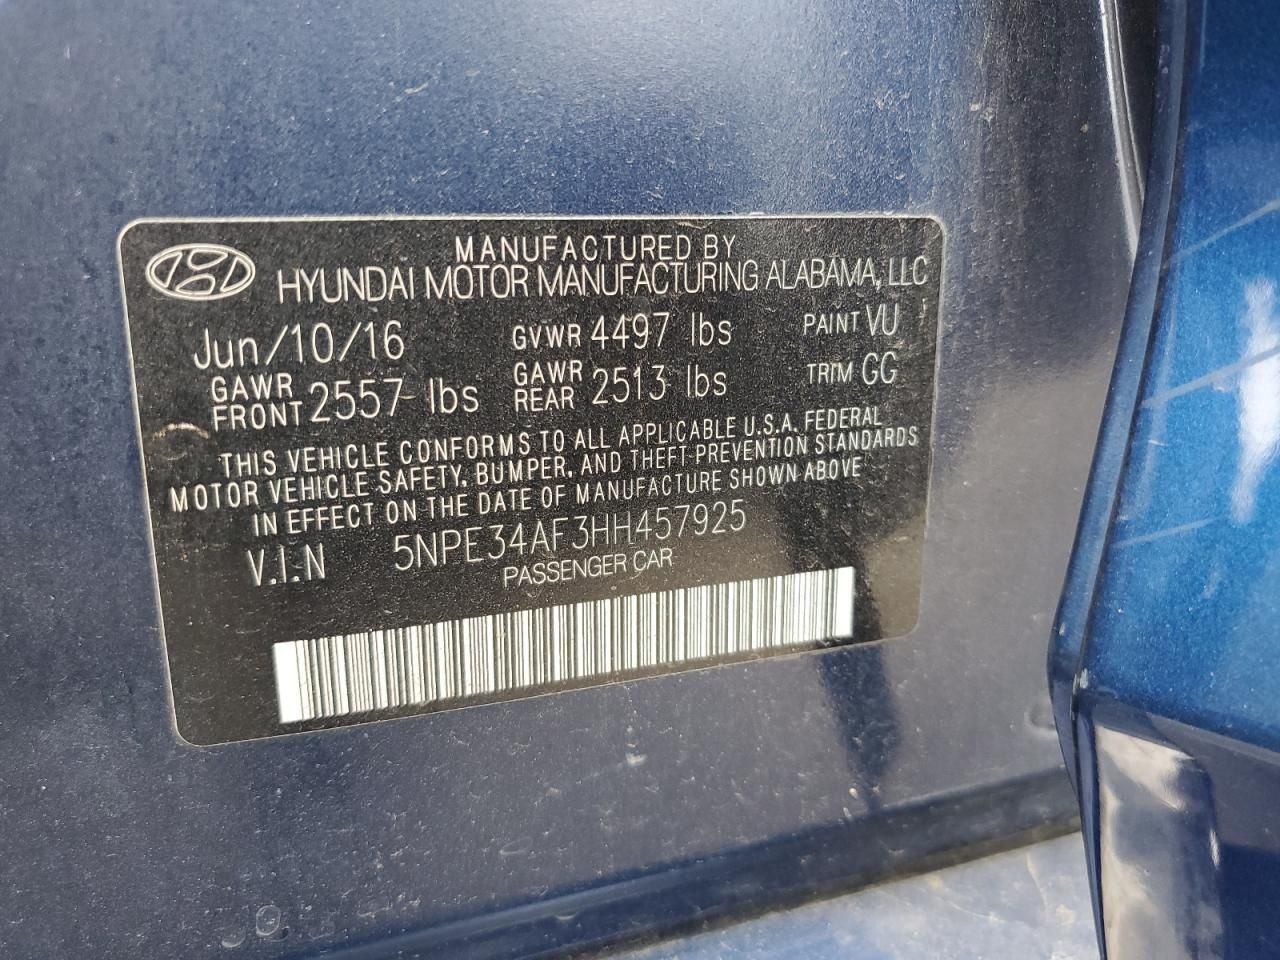 MANUFACTURED BY
HYUNDAI MOTOR MANUFACTURING ALABAMA, LLC
Jun/10/16 GVWR 4497 lbs PAINT VU
GAWR FRONT 2557 lbs GAWR REAR 2513 lbs TRIM GG
THIS VEHICLE CONFORMS TO ALL APPLICABLE U.S.A. FEDERAL
MOTOR VEHICLE SAFETY, BUMPER, AND THEFT PREVENTION STANDARDS
IN EFFECT ON THE DATE OF MANUFACTURE SHOWN ABOVE
V.I.N 5NPE34AF3HH457925
PASSENGER CAR